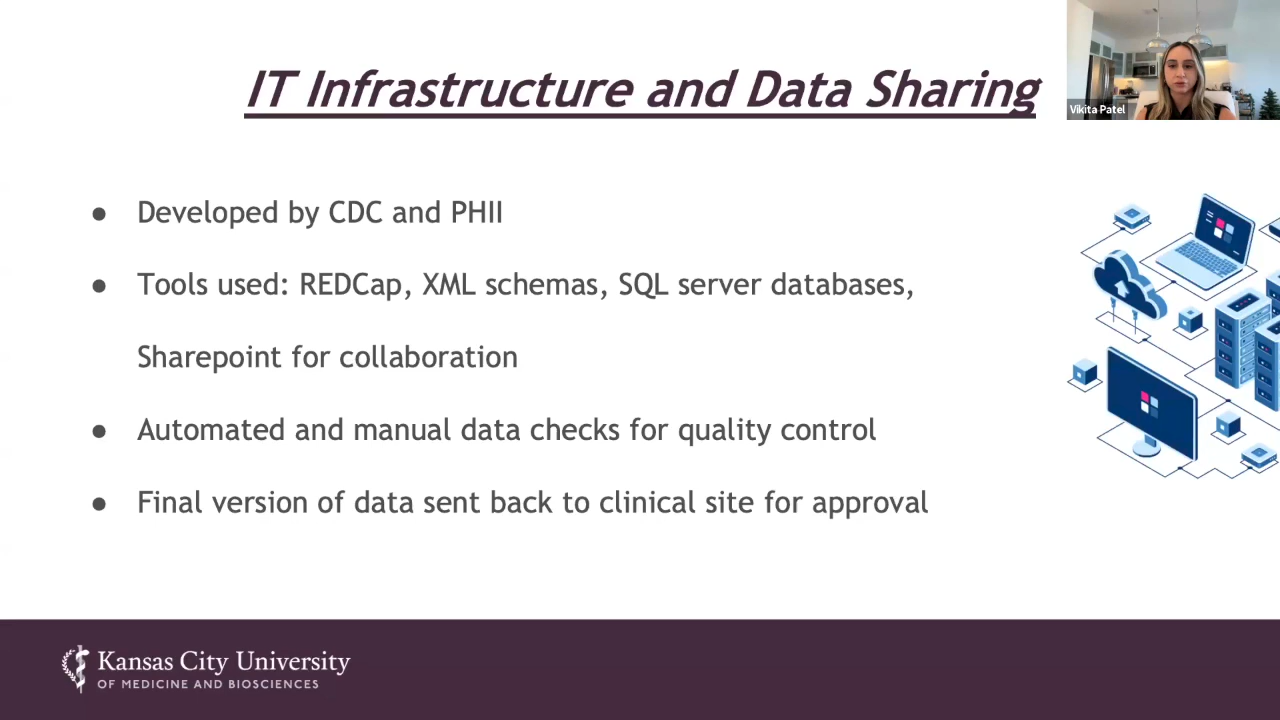 IT Infrastructure and Data Sharing
Vikita Patel
● Developed by CDC and PHII
● Tools used: REDCap, XML schemas, SQL server databases,
Sharepoint for collaboration
● Automated and manual data checks for quality control
● Final version of data sent back to clinical site for approval
Kansas City University
OF MEDICINE AND BIOSCIENCES